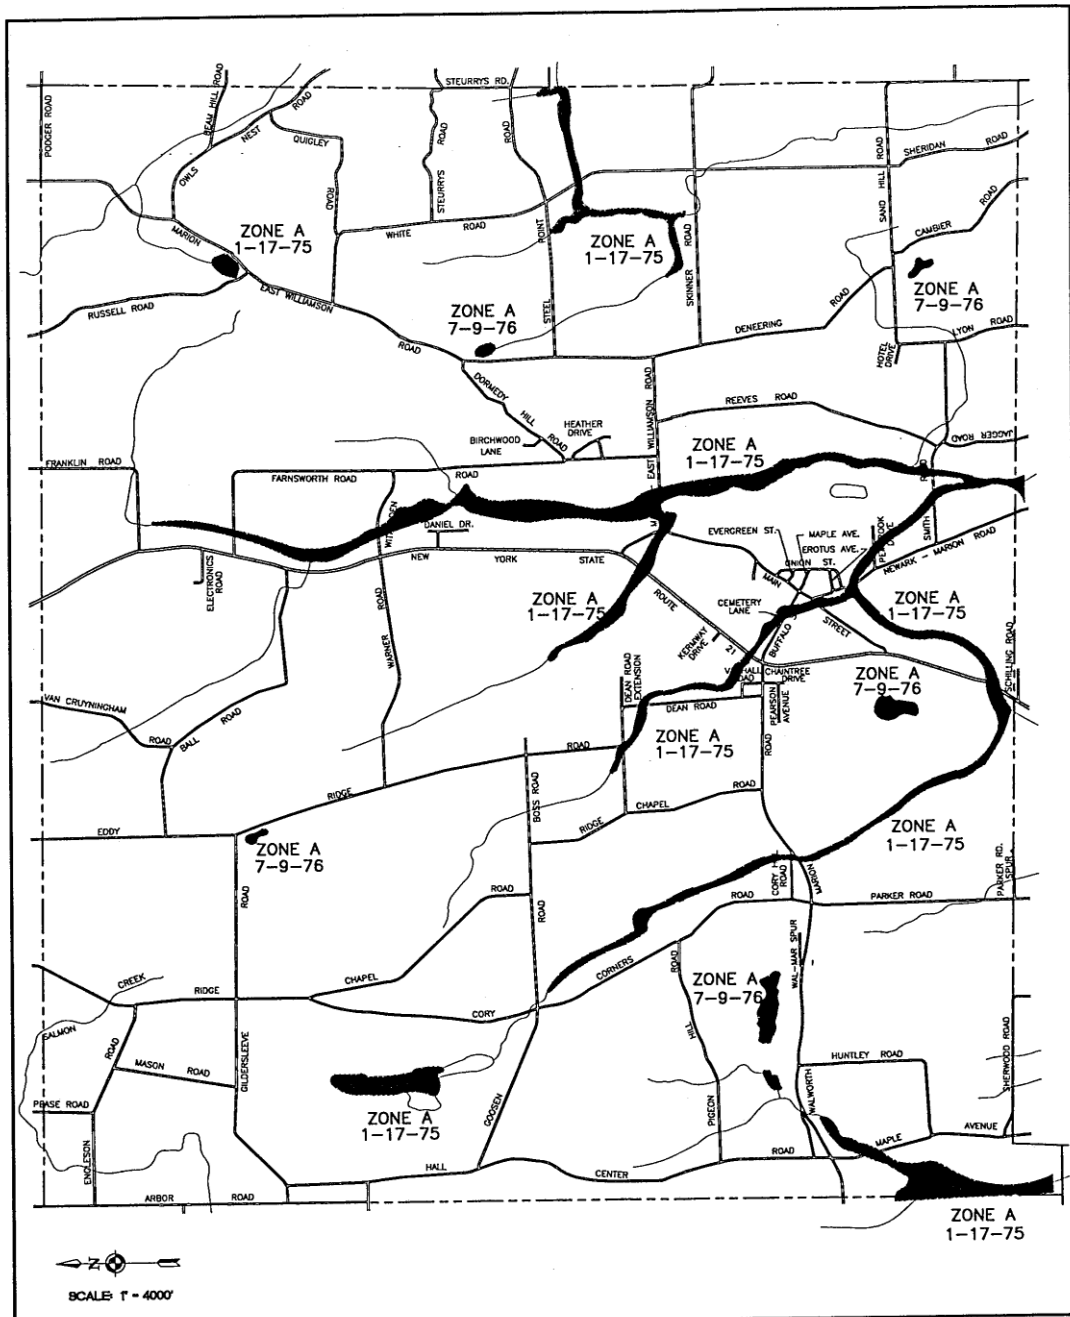 STEURRYS RD.
PODGER ROAD
BEAM HILL ROAD
OWLS NEST ROAD
QUIGLEY ROAD
STEURRYS ROAD
ROAD
SAND HILL ROAD
SHERIDAN ROAD
MARION
EAST WILLIAMSON
ROAD
WHITE ROAD
STEEL POINT
SKINNER ROAD
CAMBIER ROAD
ZONE A
1-17-75
ZONE A
1-17-75
ZONE A
7-9-76
ZONE A
7-9-76
RUSSELL ROAD
DENEERING ROAD
LYON ROAD
HOTEL DRIVE
DORMEDY HILL ROAD
HEATHER DRIVE
BIRCHWOOD LANE
EAST WILLIAMSON ROAD
REEVES ROAD
JAGGER ROAD
FRANKLIN ROAD
FARNSWORTH ROAD
ROAD
ZONE A
1-17-75
DANIEL DR.
ELECTRONICS ROAD
NEW YORK STATE ROUTE 21
WARNER ROAD
EVERGREEN ST.
MAPLE AVE.
EROTUS AVE.
UNION ST.
SMITH
NEWARK - MARION ROAD
MAIN STREET
CEMETERY LANE
BUFFALO
KERMWAY DRIVE
ZONE A
1-17-75
ZONE A
1-17-75
ZONE A
7-9-76
SCHILLING ROAD
DEAN ROAD EXTENSION
CHAINTREE DRIVE
PEARSON AVENUE
DEAN ROAD
VAN CRUYNINGHAM ROAD
BALL ROAD
ZONE A
1-17-75
BOSS ROAD
RIDGE ROAD
EDDY
RIDGE CHAPEL ROAD
ZONE A
7-9-76
ZONE A
1-17-75
MARION
PARKER RD. SPUR
PARKER ROAD
ROAD
CHAPEL ROAD
RIDGE
CORY CORNERS ROAD
WAL-MAR SPUR
ZONE A
7-9-76
SALMON CREEK
MASON ROAD
GILDERSLEEVE
PEASE ROAD
ENGLESON ROAD
GOOSEN ROAD
PIGEON HILL ROAD
WALWORTH
HUNTLEY ROAD
SHERWOOD ROAD
ZONE A
1-17-75
HALL CENTER ROAD
MAPLE AVENUE
ARBOR ROAD
ZONE A
1-17-75
N
SCALE: 1" - 4000'